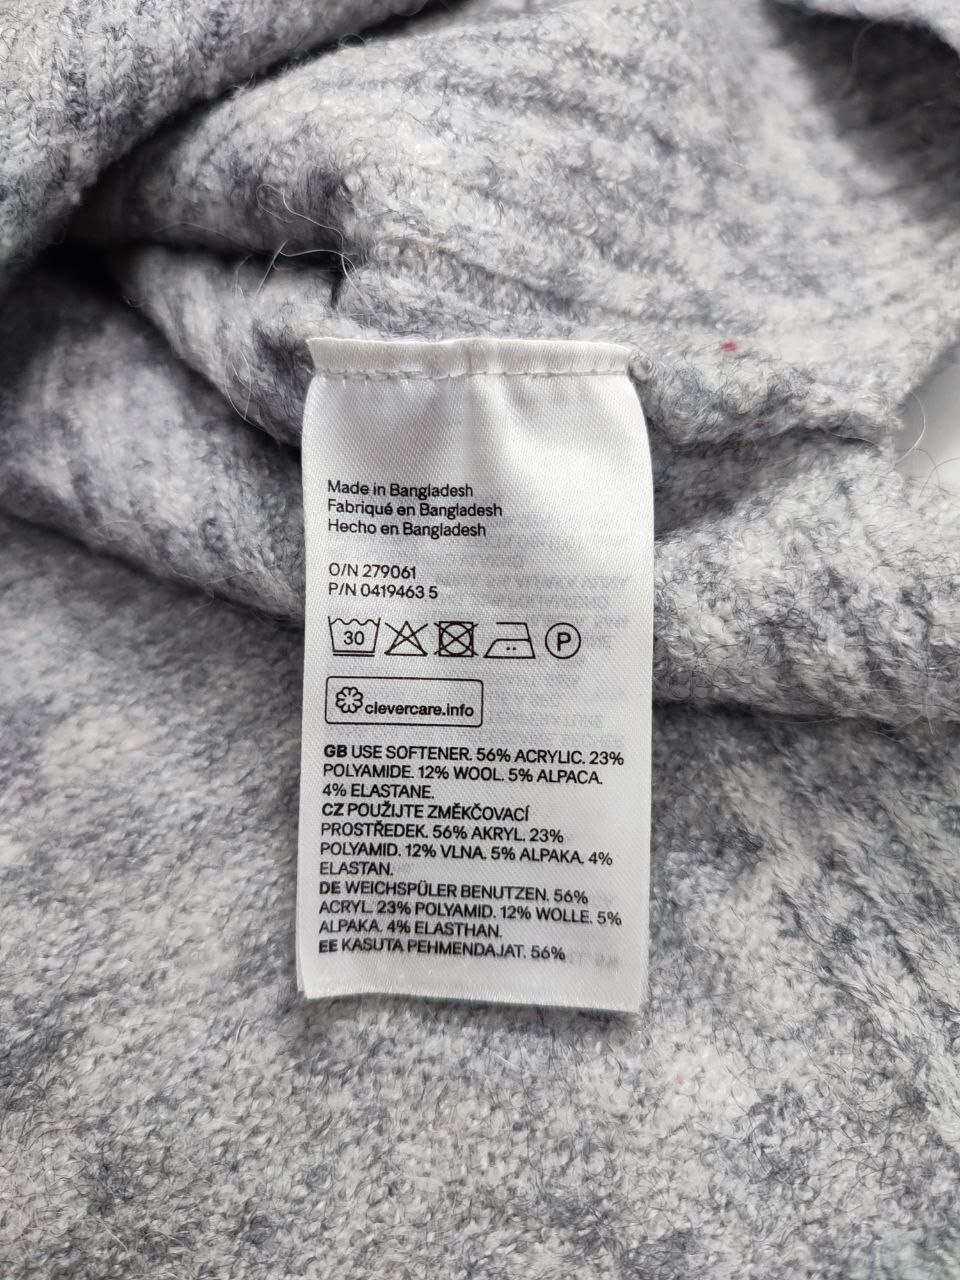 Made in Bangladesh
Fabriqué en Bangladesh
Hecho en Bangladesh
O/N 279061
P/N 0419463 5
30 P
clevercare.info
GB USE SOFTENER. 56% ACRYLIC. 23%
POLYAMIDE. 12% WOOL. 5% ALPACA.
4% ELASTANE.
CZ POUŽIJTE ZMĚKČOVACÍ
PROSTŘEDEK. 56% AKRYL. 23%
POLYAMID. 12% VLNA. 5% ALPAKA. 4%
ELASTAN.
DE WEICHSPÜLER BENUTZEN. 56%
ACRYL. 23% POLYAMID. 12% WOLLE. 5%
ALPAKA. 4% ELASTHAN.
EE KASUTA PEHMENDAJAT. 56%